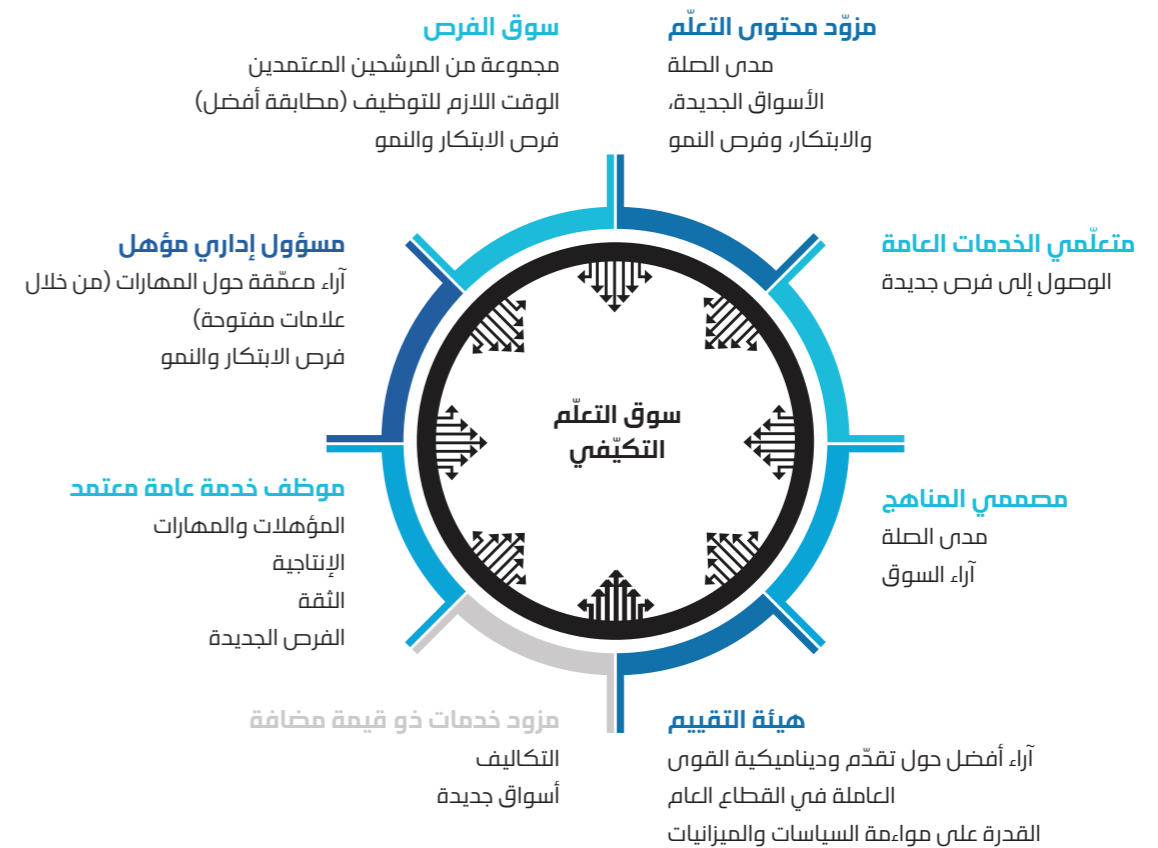 مزوّد محتوى التعلّم
مدى الصلة
الأسواق الجديدة،
والابتكار، وفرص النمو
متعلّمي الخدمات العامة
الوصول إلى فرص جديدة
مصممي المناهج
مدى الصلة
آراء السوق
هيئة التقييم
آراء أفضل حول تقدّم وديناميكية القوى
العاملة في القطاع العام
القدرة على مواءمة السياسات والميزانيات
مزود خدمات ذو قيمة مضافة
التكاليف
أسواق جديدة
موظف خدمة عامة معتمد
المؤهلات والمهارات
الإنتاجية
الثقة
الفرص الجديدة
مسؤول إداري مؤهل
آراء معمّقة حول المهارات (من خلال
علامات مفتوحة)
فرص الابتكار والنمو
سوق الفرص
مجموعة من المرشحين المعتمدين
الوقت اللازم للتوظيف (مطابقة أفضل)
فرص الابتكار والنمو
سوق التعلّم
التكيّفي